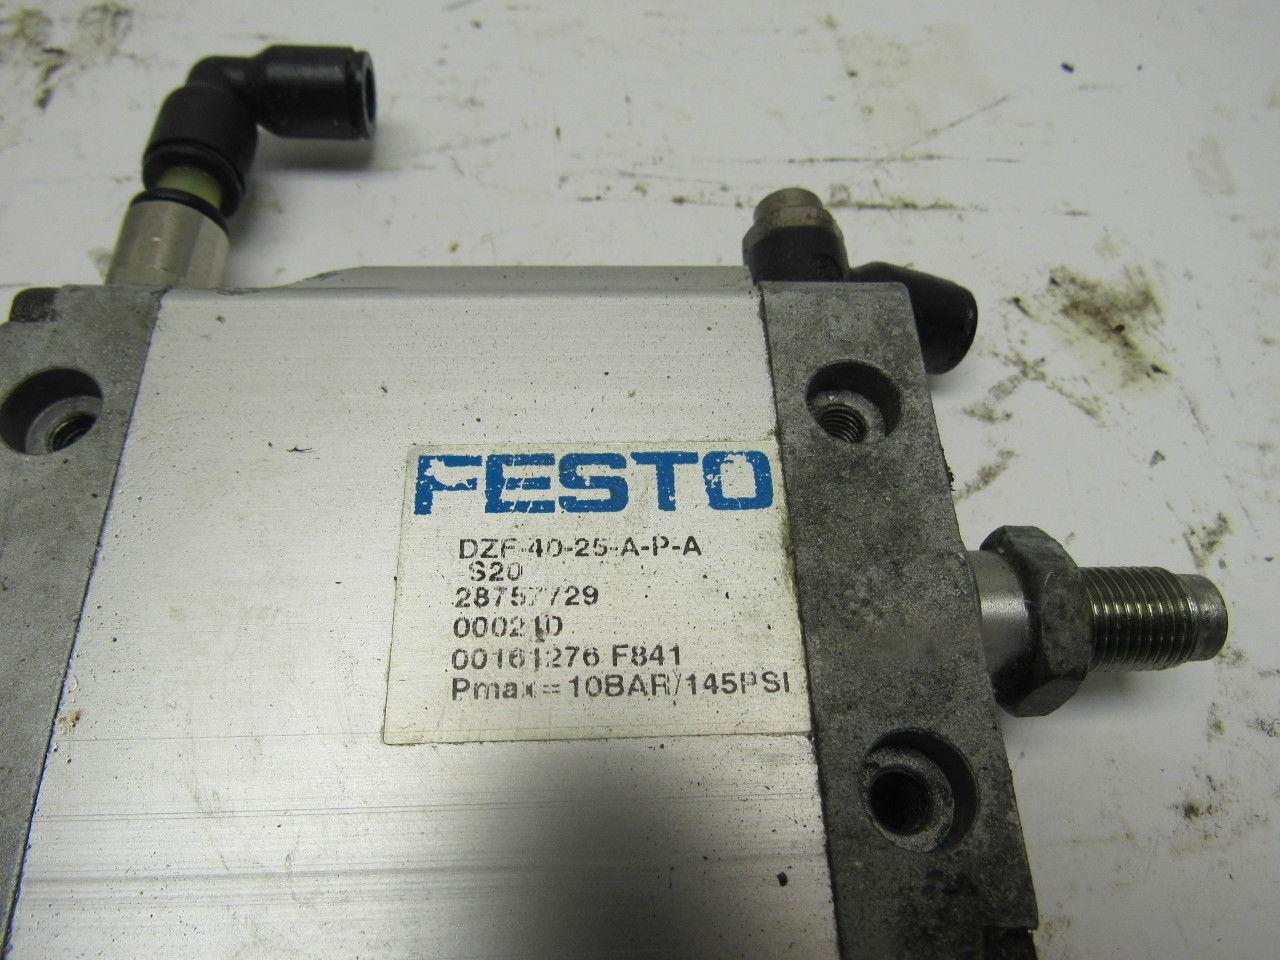 FESTO
DZF-40-25-A-P-A
S20
28757729
000210
00161276 F841
Pmax=10BAR/145PSI